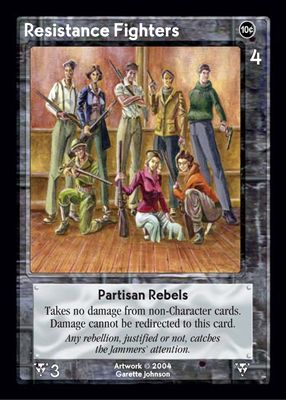 Resistance Fighters
10¢
4
Partisan Rebels
Takes no damage from non-Character cards.
Damage cannot be redirected to this card.
Any rebellion, justified or not, catches
the Jammers' attention.
3
Artwork © 2004
Garette Johnson